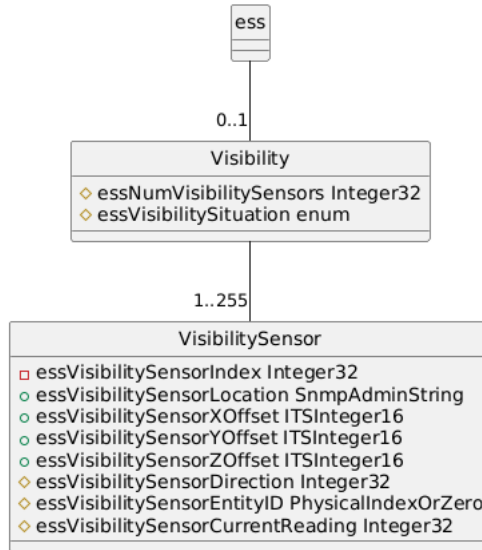 ess
0..1
Visibility
essNumVisibilitySensors Integer32
essVisibilitySituation enum
1..255
VisibilitySensor
essVisibilitySensorIndex Integer32
essVisibilitySensorLocation SnmpAdminString
essVisibilitySensorXOffset ITSInteger16
essVisibilitySensorYOffset ITSInteger16
essVisibilitySensorZOffset ITSInteger16
essVisibilitySensorDirection Integer32
essVisibilitySensorEntityID PhysicalIndexOrZero
essVisibilitySensorCurrentReading Integer32